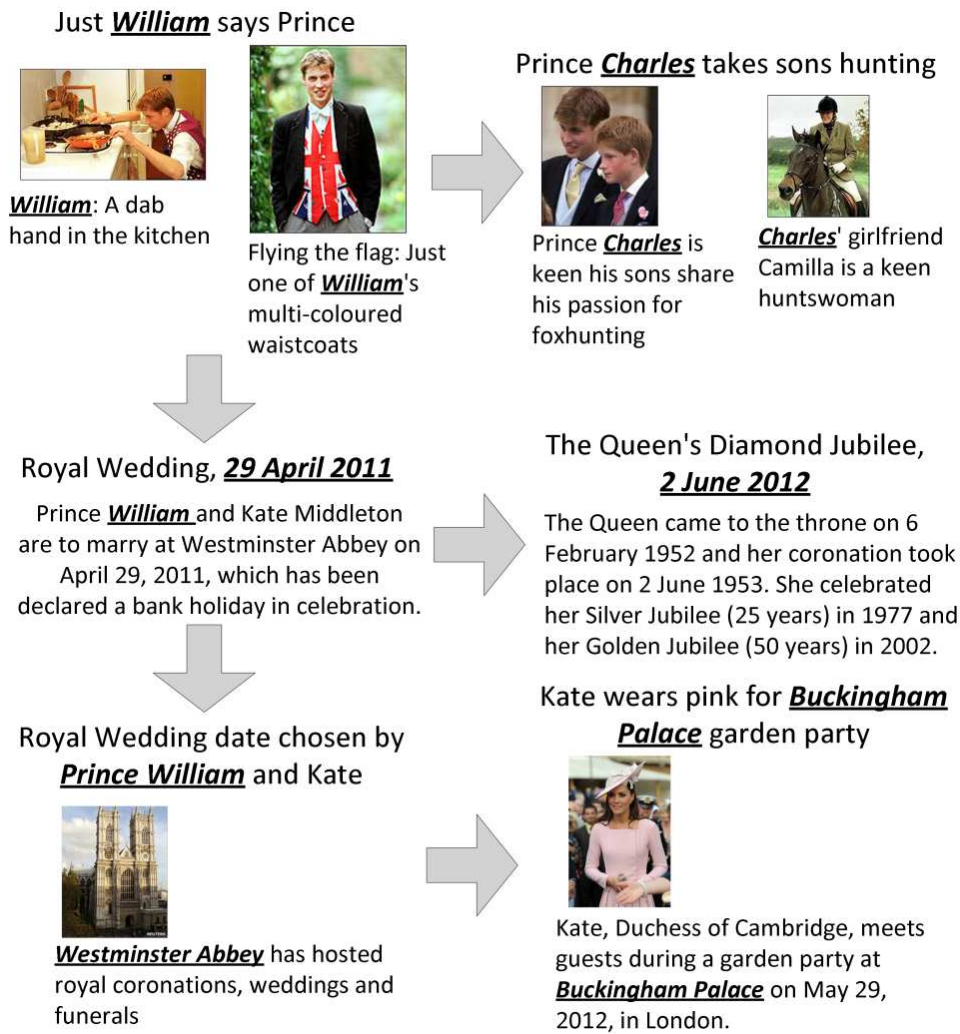 Just William says Prince
William: A dab
hand in the kitchen
Flying the flag: Just
one of William's
multi-coloured
waistcoats
Prince Charles takes sons hunting
Prince Charles is
keen his sons share
his passion for
foxhunting
Charles' girlfriend
Camilla is a keen
huntswoman
Royal Wedding, 29 April 2011
Prince William and Kate Middleton
are to marry at Westminster Abbey on
April 29, 2011, which has been
declared a bank holiday in celebration.
The Queen's Diamond Jubilee,
2 June 2012
The Queen came to the throne on 6
February 1952 and her coronation took
place on 2 June 1953. She celebrated
her Silver Jubilee (25 years) in 1977 and
her Golden Jubilee (50 years) in 2002.
Royal Wedding date chosen by
Prince William and Kate
REUTERS
Westminster Abbey has hosted
royal coronations, weddings and
funerals
Kate wears pink for Buckingham
Palace garden party
Kate, Duchess of Cambridge, meets
guests during a garden party at
Buckingham Palace on May 29,
2012, in London.